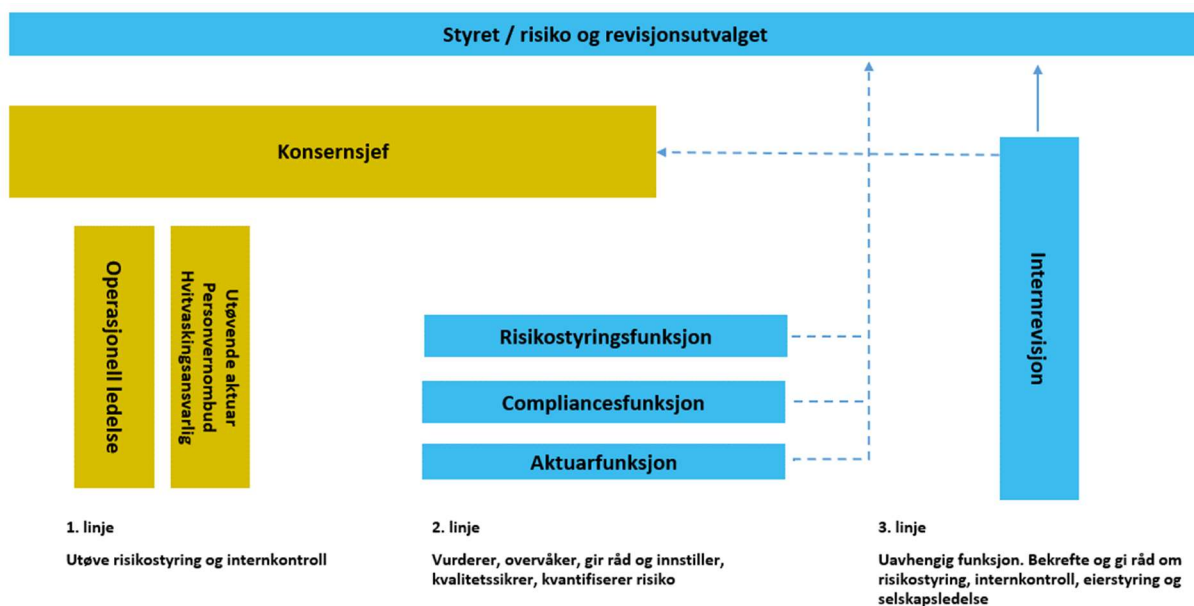 Styret / risiko og revisjonsutvalget
Konsernsjef
Operasjonell ledelse
Utøvende aktuar
Personvernombud
Hvitvaskingsansvarlig
Risikostyringsfunksjon
Compliancesfunksjon
Aktuarfunksjon
Internrevisjon
1. linje
Utøve risikostyring og internkontroll
2. linje
Vurderer, overvåker, gir råd og innstiller,
kvalitetssikrer, kvantifiserer risiko
3. linje
Uavhengig funksjon. Bekrefte og gi råd om
risikostyring, internkontroll, eierstyring og
selskapsledelse